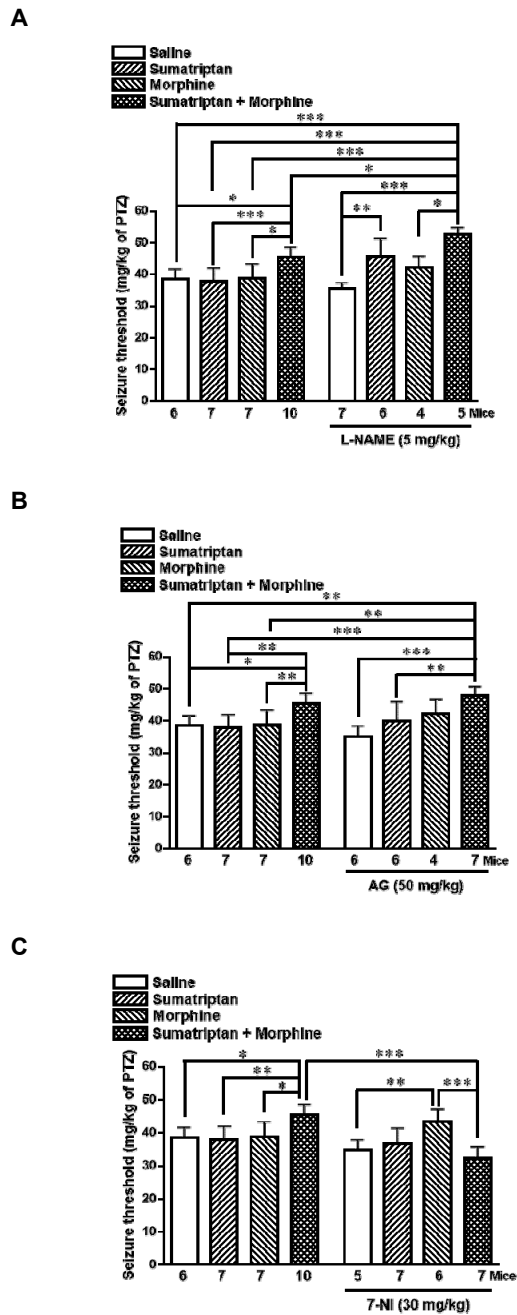 A
Saline
Sumatriptan
Morphine
Sumatriptan + Morphine
***
***
***
*
*
***
***
**
*
*
Seizure threshold (mg/kg of PTZ)
60
50
40
30
20
10
0
6 7 7 10 7 6 4 5 Mice
L-NAME (5 mg/kg)
B
Saline
Sumatriptan
Morphine
Sumatriptan + Morphine
**
**
***
**
***
*
**
**
Seizure threshold (mg/kg of PTZ)
60
50
40
30
20
10
0
6 7 7 10 6 6 4 7 Mice
AG (50 mg/kg)
C
Saline
Sumatriptan
Morphine
Sumatriptan + Morphine
* ***
**
* ** ***
Seizure threshold (mg/kg of PTZ)
60
50
40
30
20
10
0
6 7 7 10 5 7 6 7 Mice
7-NI (30 mg/kg)